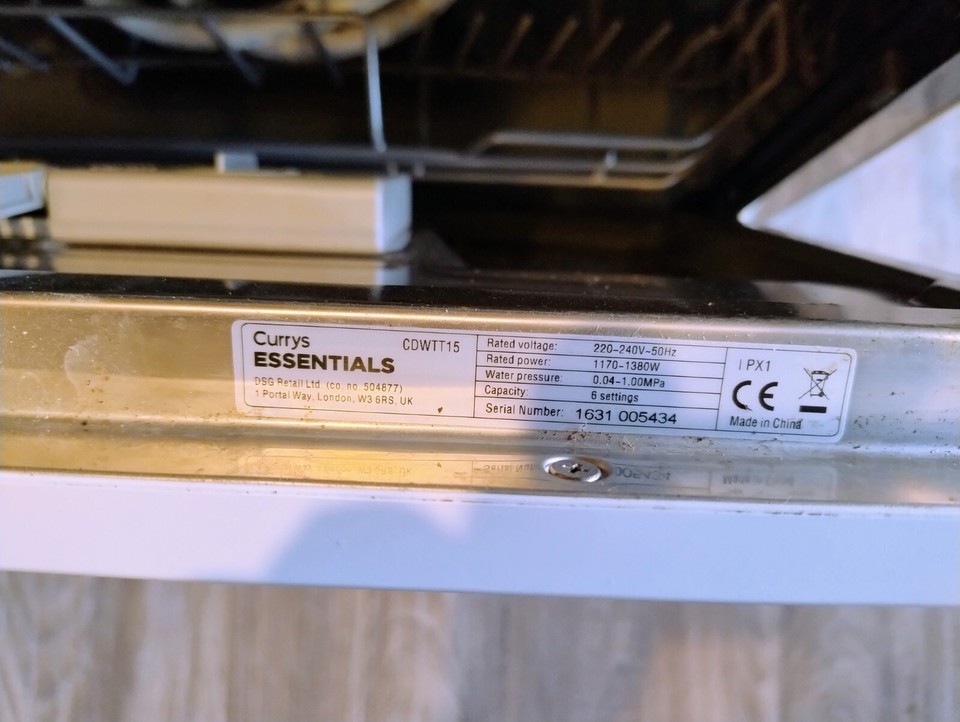 Currys CDWTT15
ESSENTIALS
DSG Retail Ltd. (co. no. 504877)
1 Portal Way, London, W3 6RS, UK
Rated voltage: 220-240V~50Hz
Rated power: 1170-1380W
Water pressure: 0.04-1.00MPa
Capacity: 6 settings
Serial Number: 1631 005434
IPX1
CE
Made in China